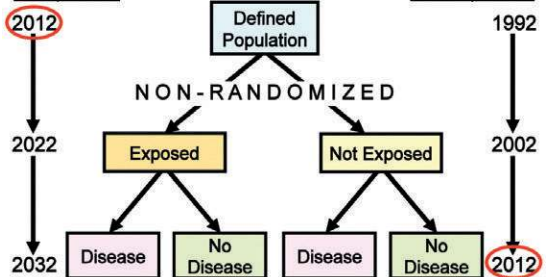 2012
Defined
Population
1992
NON-RANDOMIZED
2022
Exposed
Not Exposed
2002
2032
Disease
No
Disease
Disease
No
Disease
2012